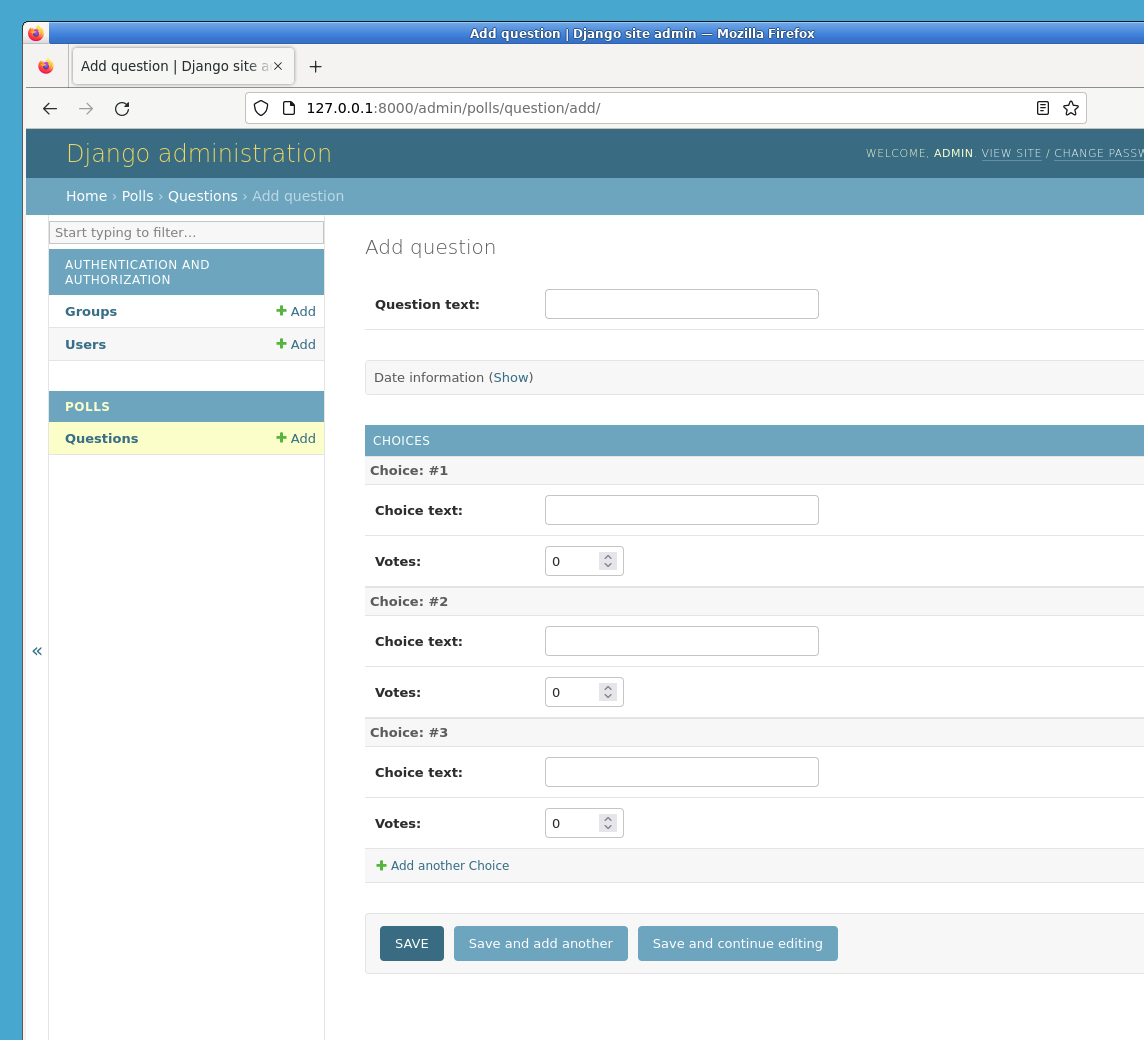 Add question | Django site admin — Mozilla Firefox
Add question | Django site a
127.0.0.1:8000/admin/polls/question/add/
Django administration
WELCOME, ADMIN. VIEW SITE / CHANGE PASSW
Home › Polls › Questions › Add question
Start typing to filter…
AUTHENTICATION AND
AUTHORIZATION
Groups Add
Users Add
POLLS
Questions Add
«
Add question
Question text:
Date information (Show)
CHOICES
Choice: #1
Choice text:
Votes: 0
Choice: #2
Choice text:
Votes: 0
Choice: #3
Choice text:
Votes: 0
Add another Choice
SAVE Save and add another Save and continue editing